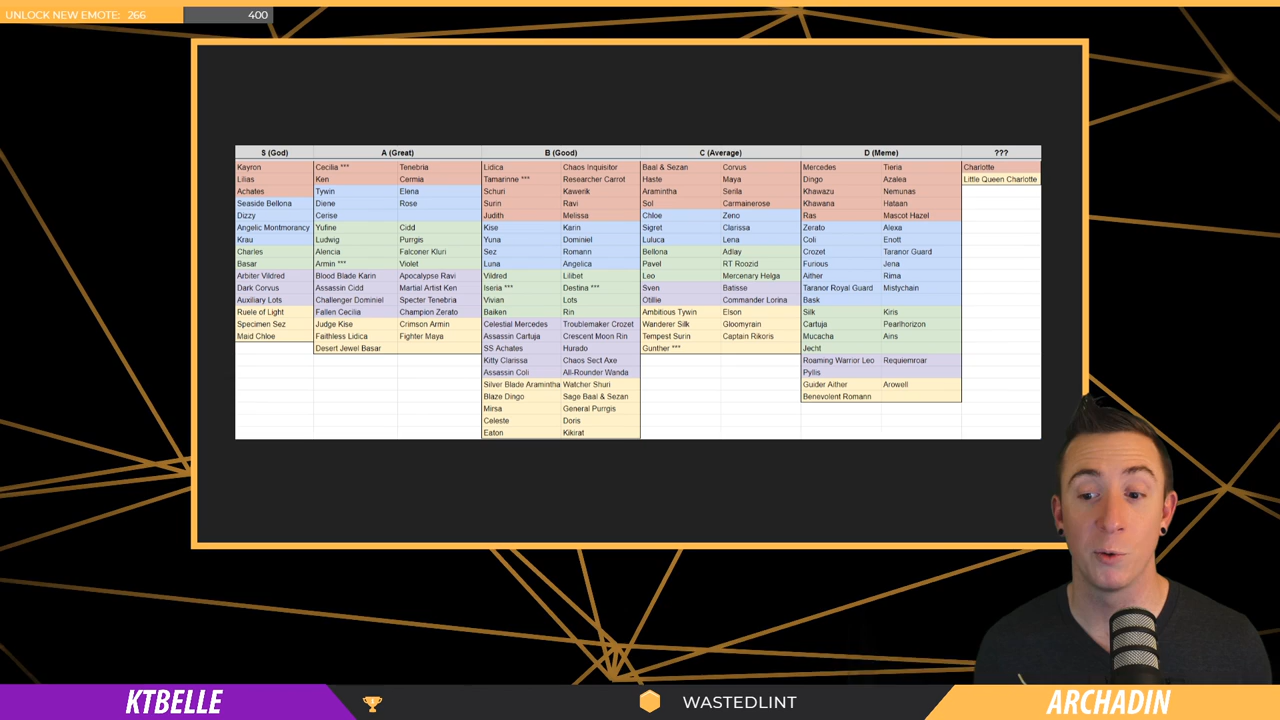 UNLOCK NEW EMOTE: 266 400
S (God) A (Great) B (Good) C (Average) D (Meme) ???
Kayron Cecilia *** Tenebria Lidica Chaos Inquisitor Baal & Sezan Corvus Mercedes Tieria Charlotte
Lilias Ken Cermia Tamarinne *** Researcher Carrot Haste Maya Dingo Azalea Little Queen Charlotte
Achates Tywin Elena Schuri Kawerik Aramintha Serila Khawazu Nemunas
Seaside Bellona Diene Rose Surin Ravi Sol Carmainerose Khawana Hataan
Dizzy Cerise Judith Melissa Chloe Zeno Ras Mascot Hazel
Angelic Montmorancy Yufine Cidd Kise Karin Sigret Clarissa Zerato Alexa
Krau Ludwig Purrgis Yuna Dominiel Luluca Lena Coli Enott
Charles Alencia Falconer Kluri Sez Romann Bellona Adlay Crozet Taranor Guard
Basar Armin *** Violet Luna Angelica Pavel RT Roozid Furious Jena
Arbiter Vildred Blood Blade Karin Apocalypse Ravi Vildred Lilibet Leo Mercenary Helga Aither Rima
Dark Corvus Assassin Cidd Martial Artist Ken Iseria *** Destina *** Sven Batisse Taranor Royal Guard Mistychain
Auxiliary Lots Challenger Dominiel Specter Tenebria Vivian Lots Otillie Commander Lorina Bask
Ruele of Light Fallen Cecilia Champion Zerato Baiken Rin Ambitious Tywin Elson Silk Kiris
Specimen Sez Judge Kise Crimson Armin Celestial Mercedes Troublemaker Crozet Wanderer Silk Gloomyrain Cartuja Pearlhorizon
Maid Chloe Faithless Lidica Fighter Maya Assassin Cartuja Crescent Moon Rin Tempest Surin Captain Rikoris Mucacha Ains
Desert Jewel Basar SS Achates Hurado Gunther *** Jecht
Kitty Clarissa Chaos Sect Axe Roaming Warrior Leo Requiemroar
Assassin Coli All-Rounder Wanda Pyllis
Silver Blade Aramintha Watcher Shuri Guider Aither Arowell
Blaze Dingo Sage Baal & Sezan Benevolent Romann
Mirsa General Purrgis
Celeste Doris
Eaton Kikirat
KTBELLE WASTEDLINT ARCHADIN